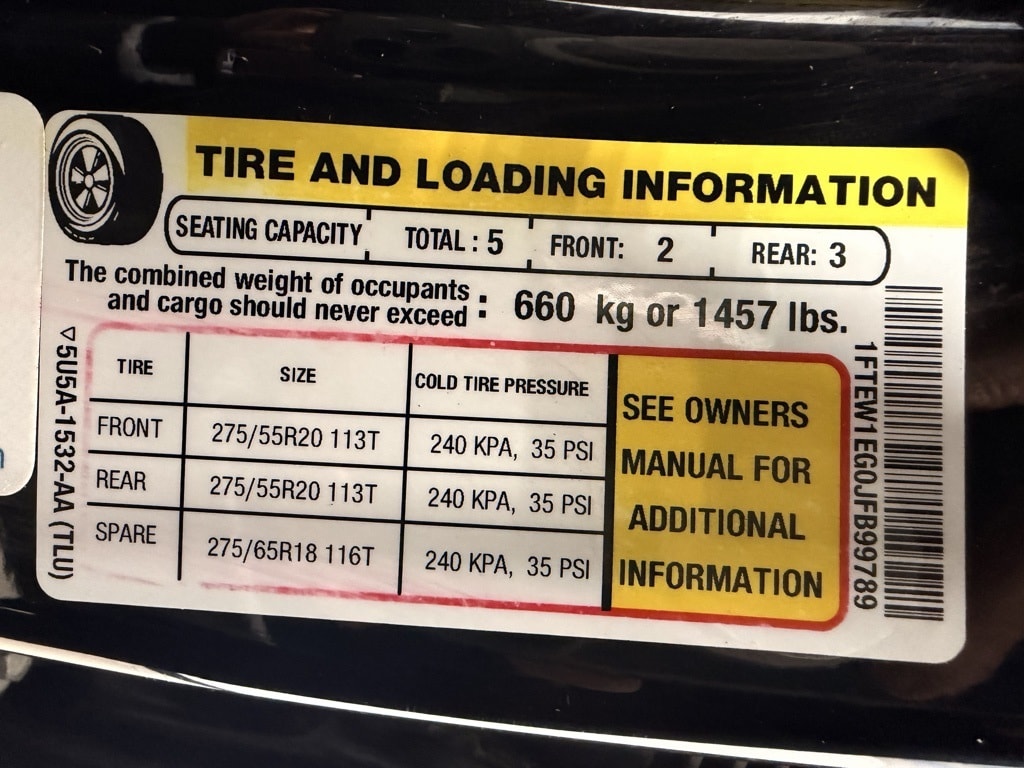 TIRE AND LOADING INFORMATION
SEATING CAPACITY TOTAL : 5 FRONT: 2 REAR: 3
The combined weight of occupants
and cargo should never exceed : 660 kg or 1457 lbs.
TIRE SIZE COLD TIRE PRESSURE
FRONT 275/55R20 113T 240 KPA, 35 PSI
REAR 275/55R20 113T 240 KPA, 35 PSI
SPARE 275/65R18 116T 240 KPA, 35 PSI
SEE OWNERS
MANUAL FOR
ADDITIONAL
INFORMATION
▽5U5A-1532-AA (TLU)
1FTEW1EG0JFB99789